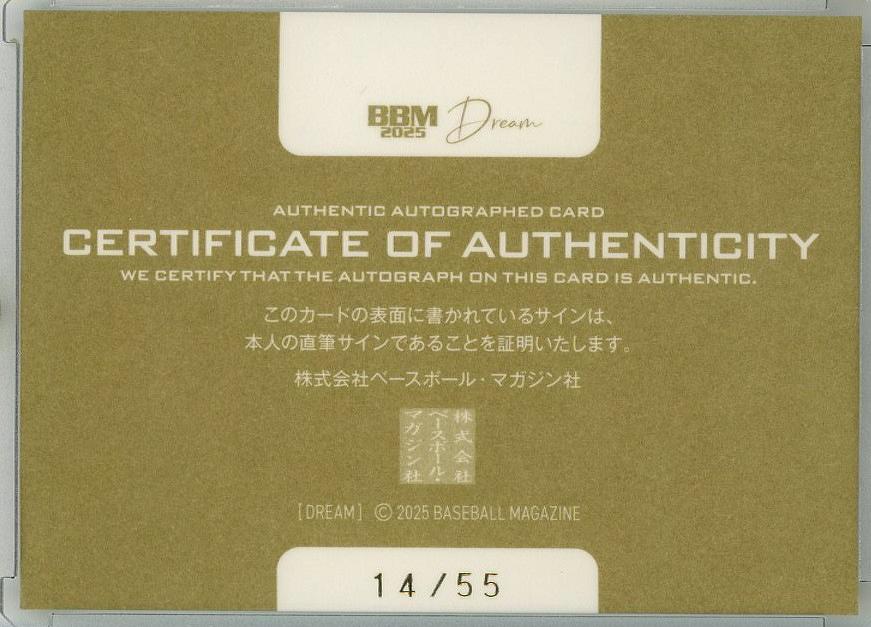 BBM Dream
2025
AUTHENTIC AUTOGRAPHED CARD
CERTIFICATE OF AUTHENTICITY
WE CERTIFY THAT THE AUTOGRAPH ON THIS CARD IS AUTHENTIC.
このカードの表面に書かれているサインは、
本人の直筆サインであることを証明いたします。
株式会社ベースボール・マガジン社
株式会社
ベースボール・
マガジン社
[DREAM] © 2025 BASEBALL MAGAZINE
14/55